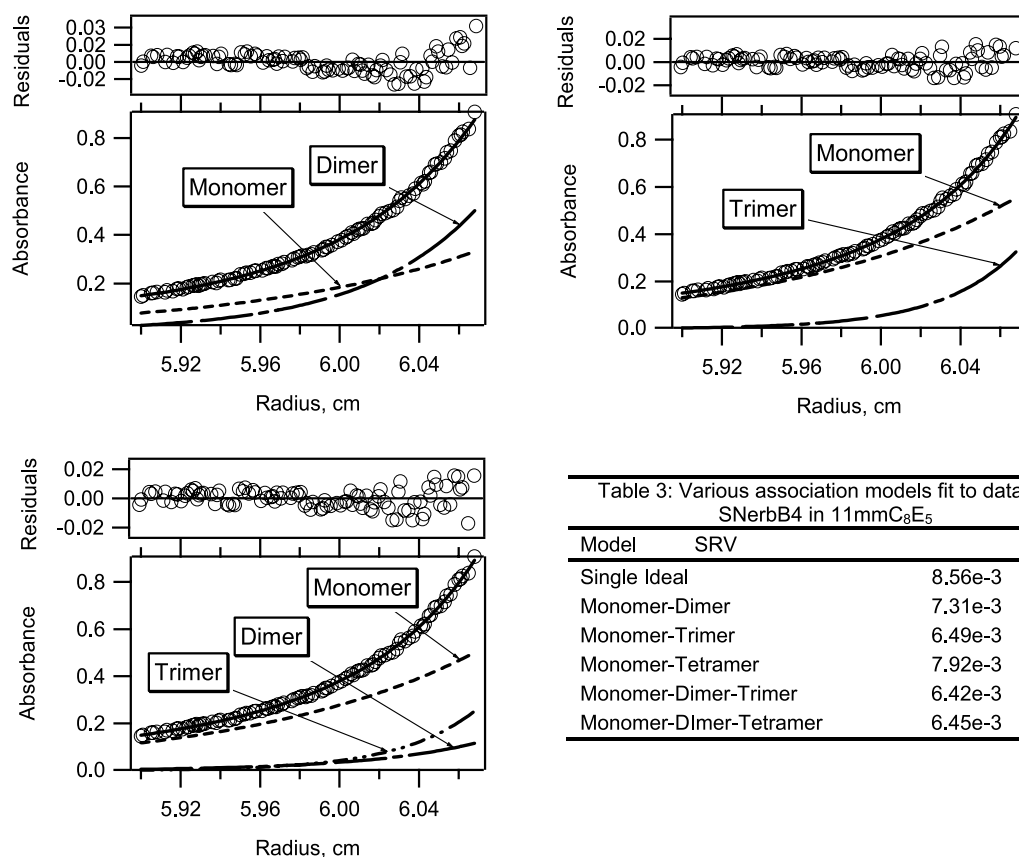 Residuals
0.03
0.02
0.00
-0.02
Absorbance
0.8
0.6
0.4
0.2
Monomer
Dimer
5.92
5.96
6.00
6.04
Radius, cm
Residuals
0.02
0.00
-0.02
Absorbance
0.8
0.6
0.4
0.2
0.0
Monomer
Trimer
5.92
5.96
6.00
6.04
Radius, cm
Residuals
0.02
0.00
-0.02
Absorbance
0.8
0.6
0.4
0.2
0.0
Monomer
Dimer
Trimer
5.92
5.96
6.00
6.04
Radius, cm
Table 3: Various association models fit to data
SNerbB4 in 11mmC₈E₅
Model SRV
Single Ideal 8.56e-3
Monomer-Dimer 7.31e-3
Monomer-Trimer 6.49e-3
Monomer-Tetramer 7.92e-3
Monomer-Dimer-Trimer 6.42e-3
Monomer-DImer-Tetramer 6.45e-3